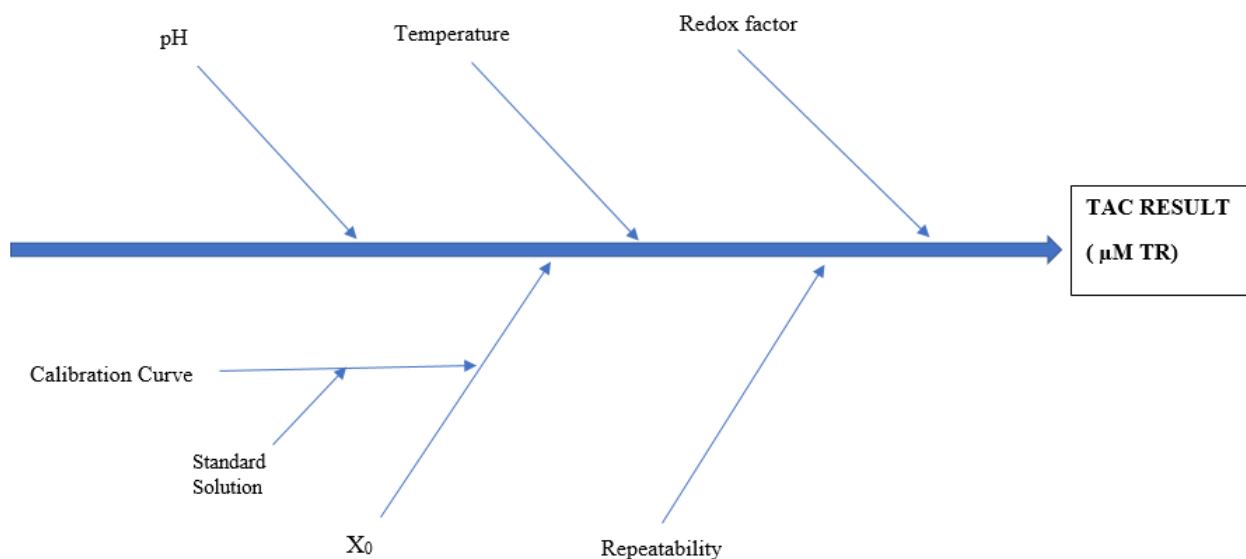 pH
Temperature
Redox factor
TAC RESULT
( µM TR)
Calibration Curve
Standard
Solution
X₀
Repeatability